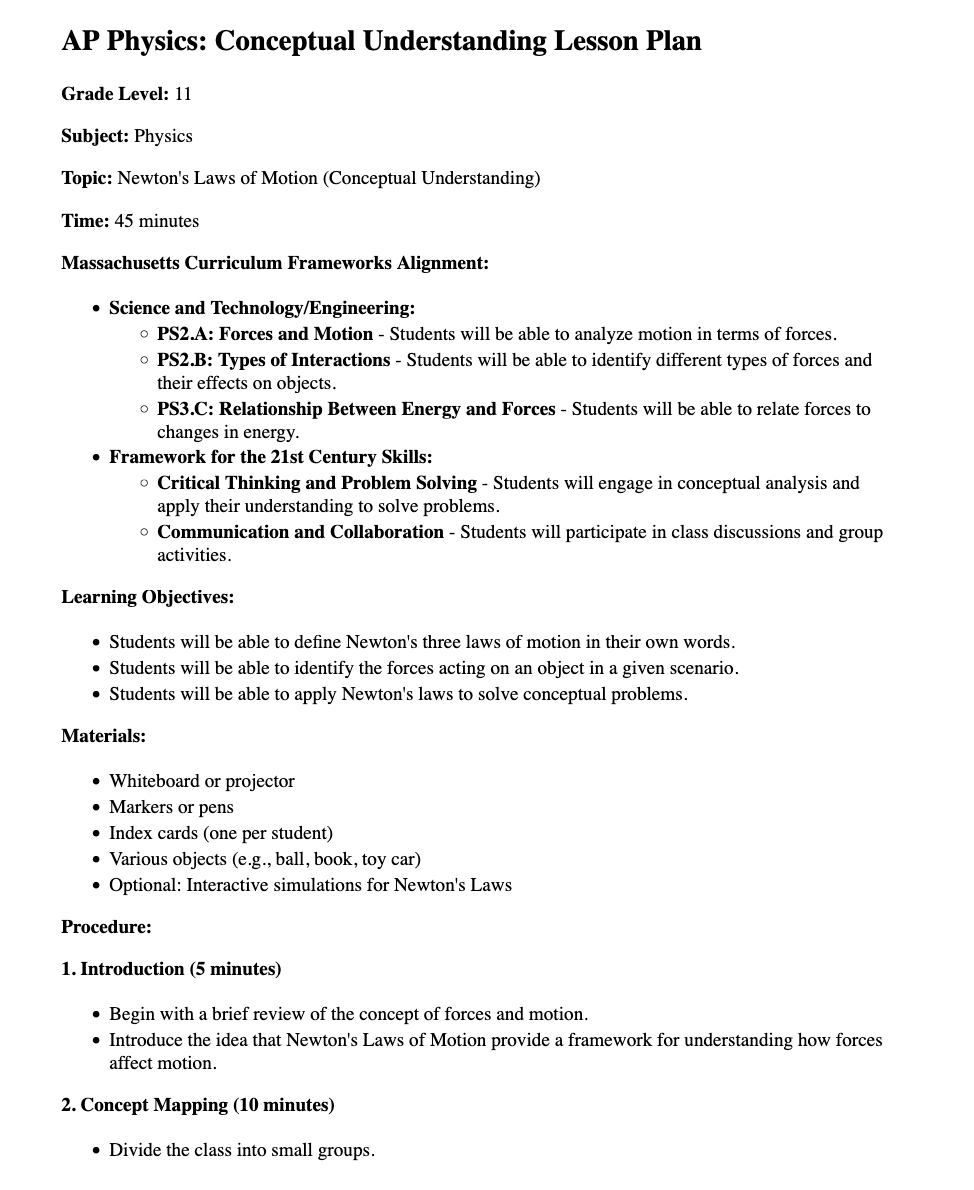 AP Physics: Conceptual Understanding Lesson Plan
Grade Level: 11
Subject: Physics
Topic: Newton's Laws of Motion (Conceptual Understanding)
Time: 45 minutes
Massachusetts Curriculum Frameworks Alignment:
• Science and Technology/Engineering:
◦ PS2.A: Forces and Motion - Students will be able to analyze motion in terms of forces.
◦ PS2.B: Types of Interactions - Students will be able to identify different types of forces and
their effects on objects.
◦ PS3.C: Relationship Between Energy and Forces - Students will be able to relate forces to
changes in energy.
• Framework for the 21st Century Skills:
◦ Critical Thinking and Problem Solving - Students will engage in conceptual analysis and
apply their understanding to solve problems.
◦ Communication and Collaboration - Students will participate in class discussions and group
activities.
Learning Objectives:
• Students will be able to define Newton's three laws of motion in their own words.
• Students will be able to identify the forces acting on an object in a given scenario.
• Students will be able to apply Newton's laws to solve conceptual problems.
Materials:
• Whiteboard or projector
• Markers or pens
• Index cards (one per student)
• Various objects (e.g., ball, book, toy car)
• Optional: Interactive simulations for Newton's Laws
Procedure:
1. Introduction (5 minutes)
• Begin with a brief review of the concept of forces and motion.
• Introduce the idea that Newton's Laws of Motion provide a framework for understanding how forces
affect motion.
2. Concept Mapping (10 minutes)
• Divide the class into small groups.